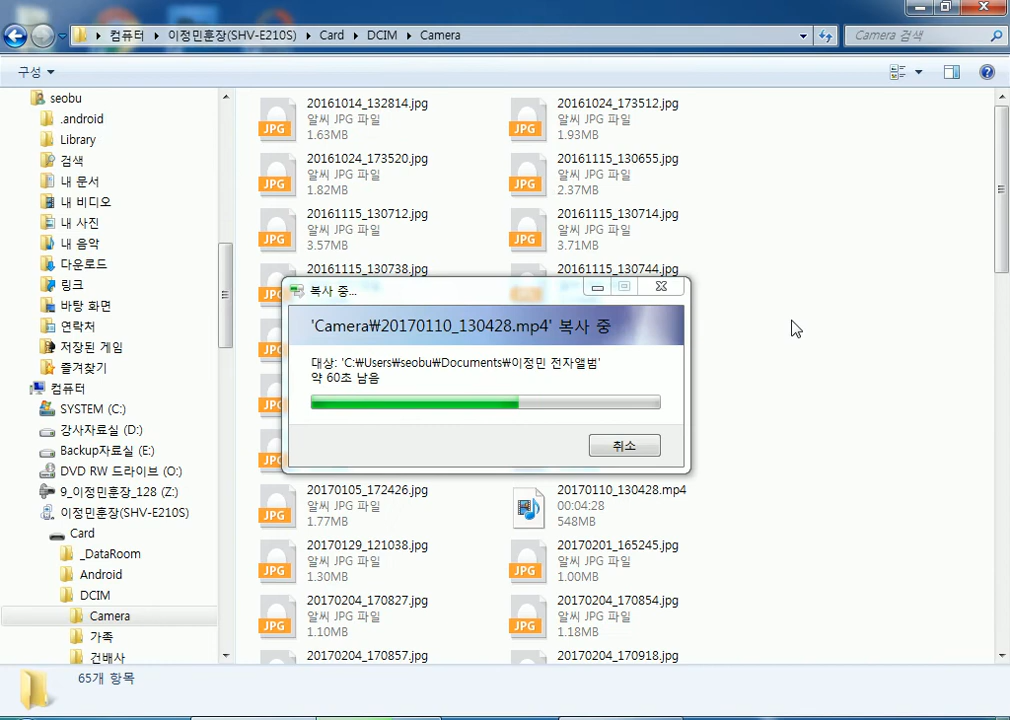 컴퓨터 이정민훈장(SHV-E210S) Card DCIM Camera
Camera 검색
구성
seobu
.android
Library
검색
내 문서
내 비디오
내 사진
내 음악
다운로드
링크
바탕 화면
연락처
저장된 게임
즐겨찾기
컴퓨터
SYSTEM (C:)
강사자료실 (D:)
Backup자료실 (E:)
DVD RW 드라이브 (O:)
9_이정민훈장_128 (Z:)
이정민훈장(SHV-E210S)
Card
_DataRoom
Android
DCIM
Camera
가족
건배사
20161014_132814.jpg
알씨 JPG 파일
1.63MB
20161024_173512.jpg
알씨 JPG 파일
1.93MB
20161024_173520.jpg
알씨 JPG 파일
1.82MB
20161115_130655.jpg
알씨 JPG 파일
2.37MB
20161115_130712.jpg
알씨 JPG 파일
3.57MB
20161115_130714.jpg
알씨 JPG 파일
3.71MB
20161115_130738.jpg
20161115_130744.jpg
복사 중...
'Camera₩20170110_130428.mp4' 복사 중
대상: 'C:₩Users₩seobu₩Documents₩이정민 전자앨범'
약 60초 남음
취소
20170105_172426.jpg
알씨 JPG 파일
1.77MB
20170110_130428.mp4
00:04:28
548MB
20170129_121038.jpg
알씨 JPG 파일
1.30MB
20170201_165245.jpg
알씨 JPG 파일
1.00MB
20170204_170827.jpg
알씨 JPG 파일
1.10MB
20170204_170854.jpg
알씨 JPG 파일
1.18MB
20170204_170857.jpg
20170204_170918.jpg
JPG
JPG
JPG
JPG
JPG
JPG
JPG
JPG
JPG
JPG
JPG
65개 항목